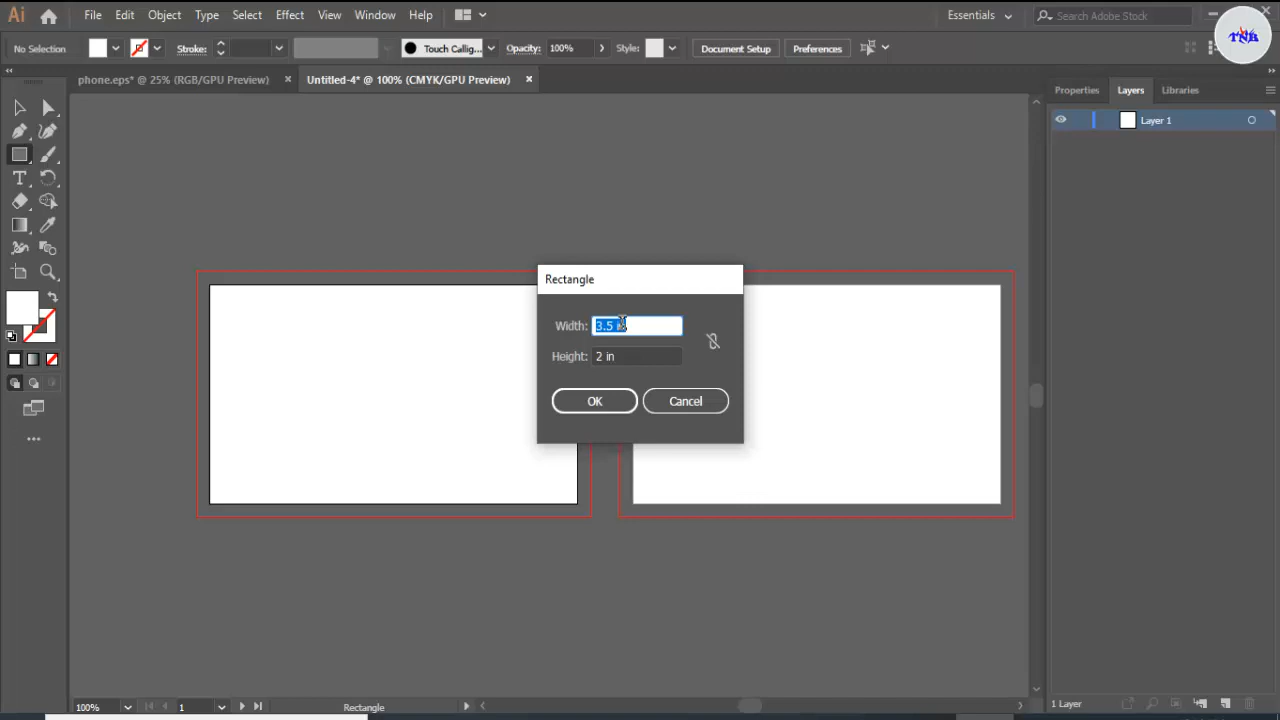 Ai File Edit Object Type Select Effect View Window Help Essentials Search Adobe Stock
TNR
No Selection Stroke: Touch Callig... Opacity: 100% Style: Document Setup Preferences
phone.eps* @ 25% (RGB/GPU Preview) × Untitled-4* @ 100% (CMYK/GPU Preview) ×
Properties Layers Libraries
Layer 1
Rectangle
Width: 3.5 in
Height: 2 in
OK Cancel
100% 1 Rectangle
1 Layer